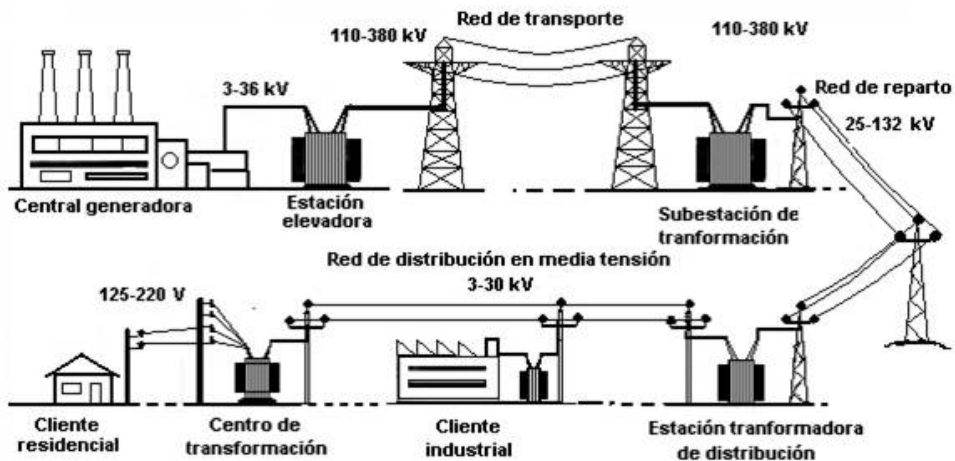 Red de transporte
110-380 kV
110-380 kV
3-36 kV
Red de reparto
25-132 kV
Central generadora
Estación
elevadora
Subestación de
tranformación
Red de distribución en media tensión
3-30 kV
125-220 V
Cliente
residencial
Centro de
transformación
Cliente
industrial
Estación tranformadora
de distribución